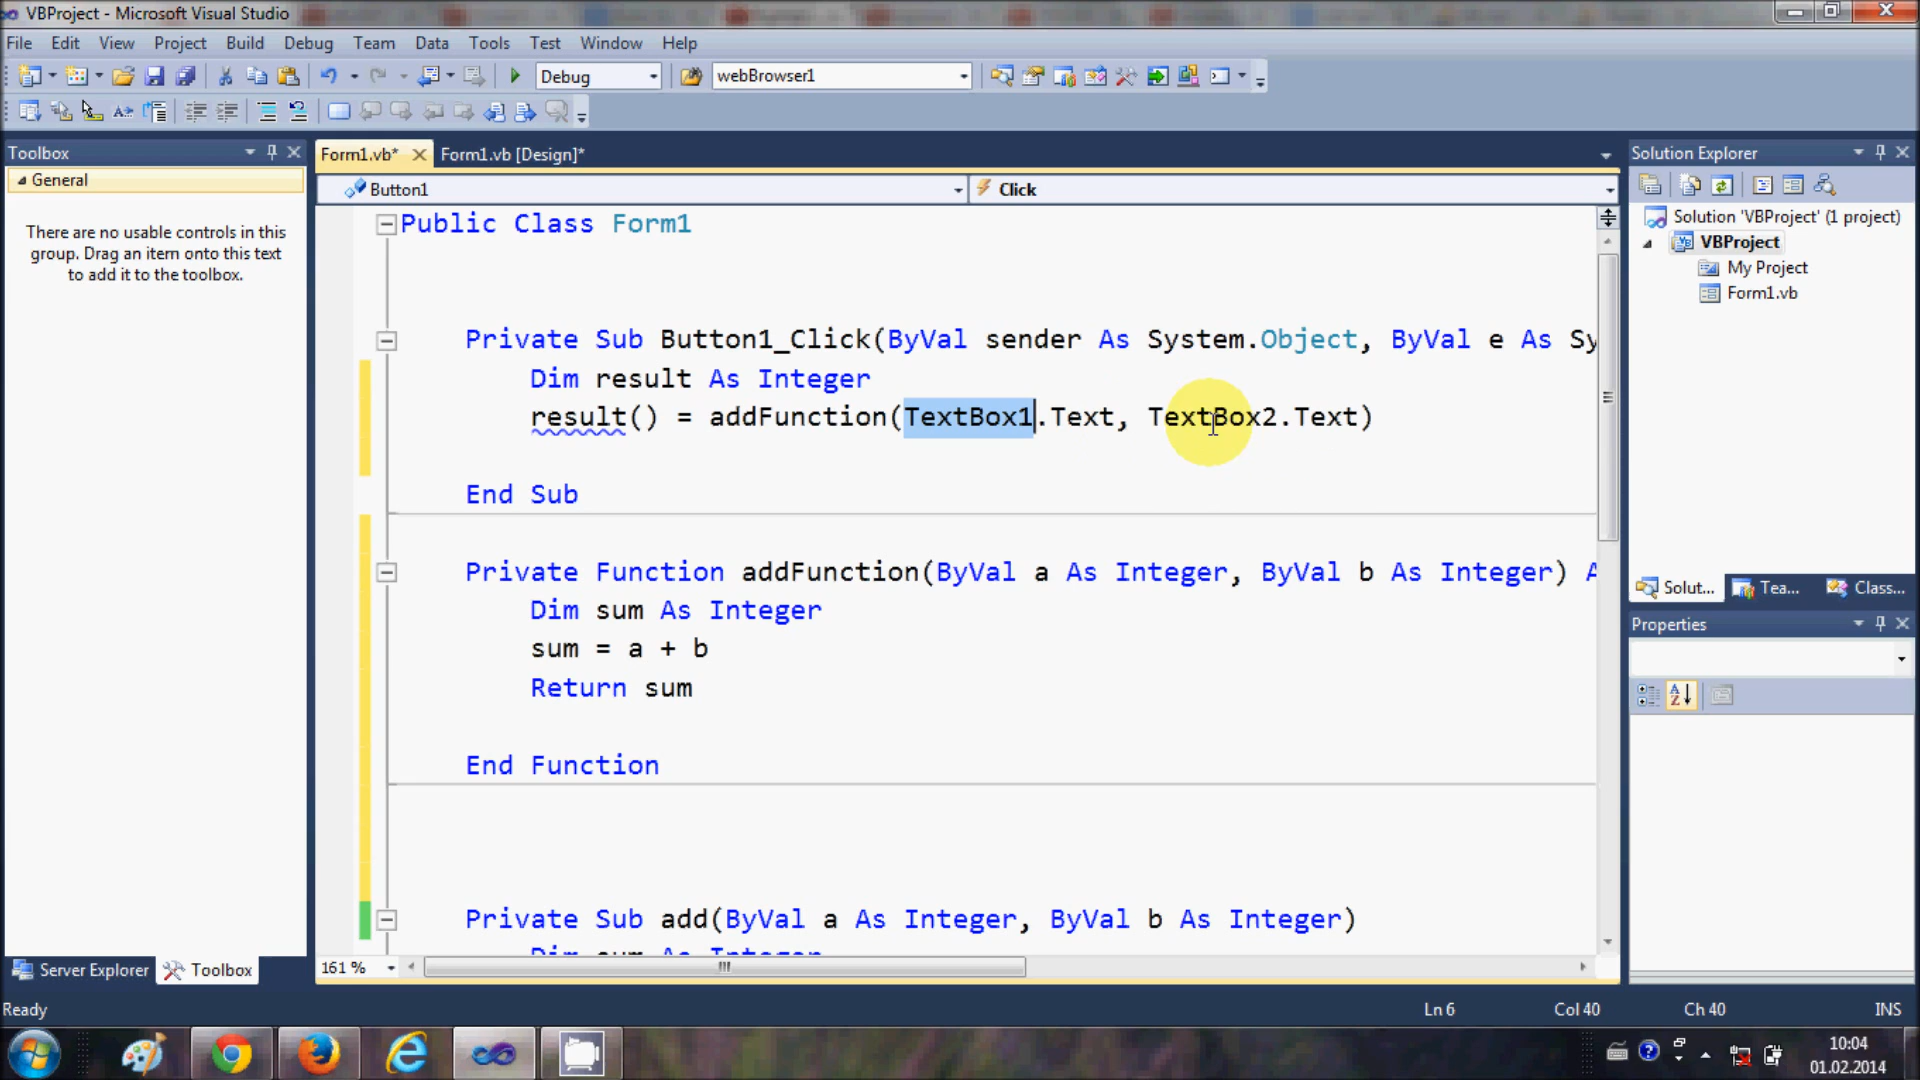 VBProject - Microsoft Visual Studio
File Edit View Project Build Debug Team Data Tools Test Window Help
Debug webBrowser1
Toolbox
General
There are no usable controls in this
group. Drag an item onto this text
to add it to the toolbox.
Server Explorer Toolbox
Form1.vb* Form1.vb [Design]*
Button1 Click
Public Class Form1
Private Sub Button1_Click(ByVal sender As System.Object, ByVal e As Sy
Dim result As Integer
result() = addFunction(TextBox1.Text, TextBox2.Text)
End Sub
Private Function addFunction(ByVal a As Integer, ByVal b As Integer) A
Dim sum As Integer
sum = a + b
Return sum
End Function
Private Sub add(ByVal a As Integer, ByVal b As Integer)
Dim sum As Integer
161 %
Solution Explorer
Solution 'VBProject' (1 project)
VBProject
My Project
Form1.vb
Solut... Tea... Class...
Properties
Ready Ln 6 Col 40 Ch 40 INS
10:04
01.02.2014